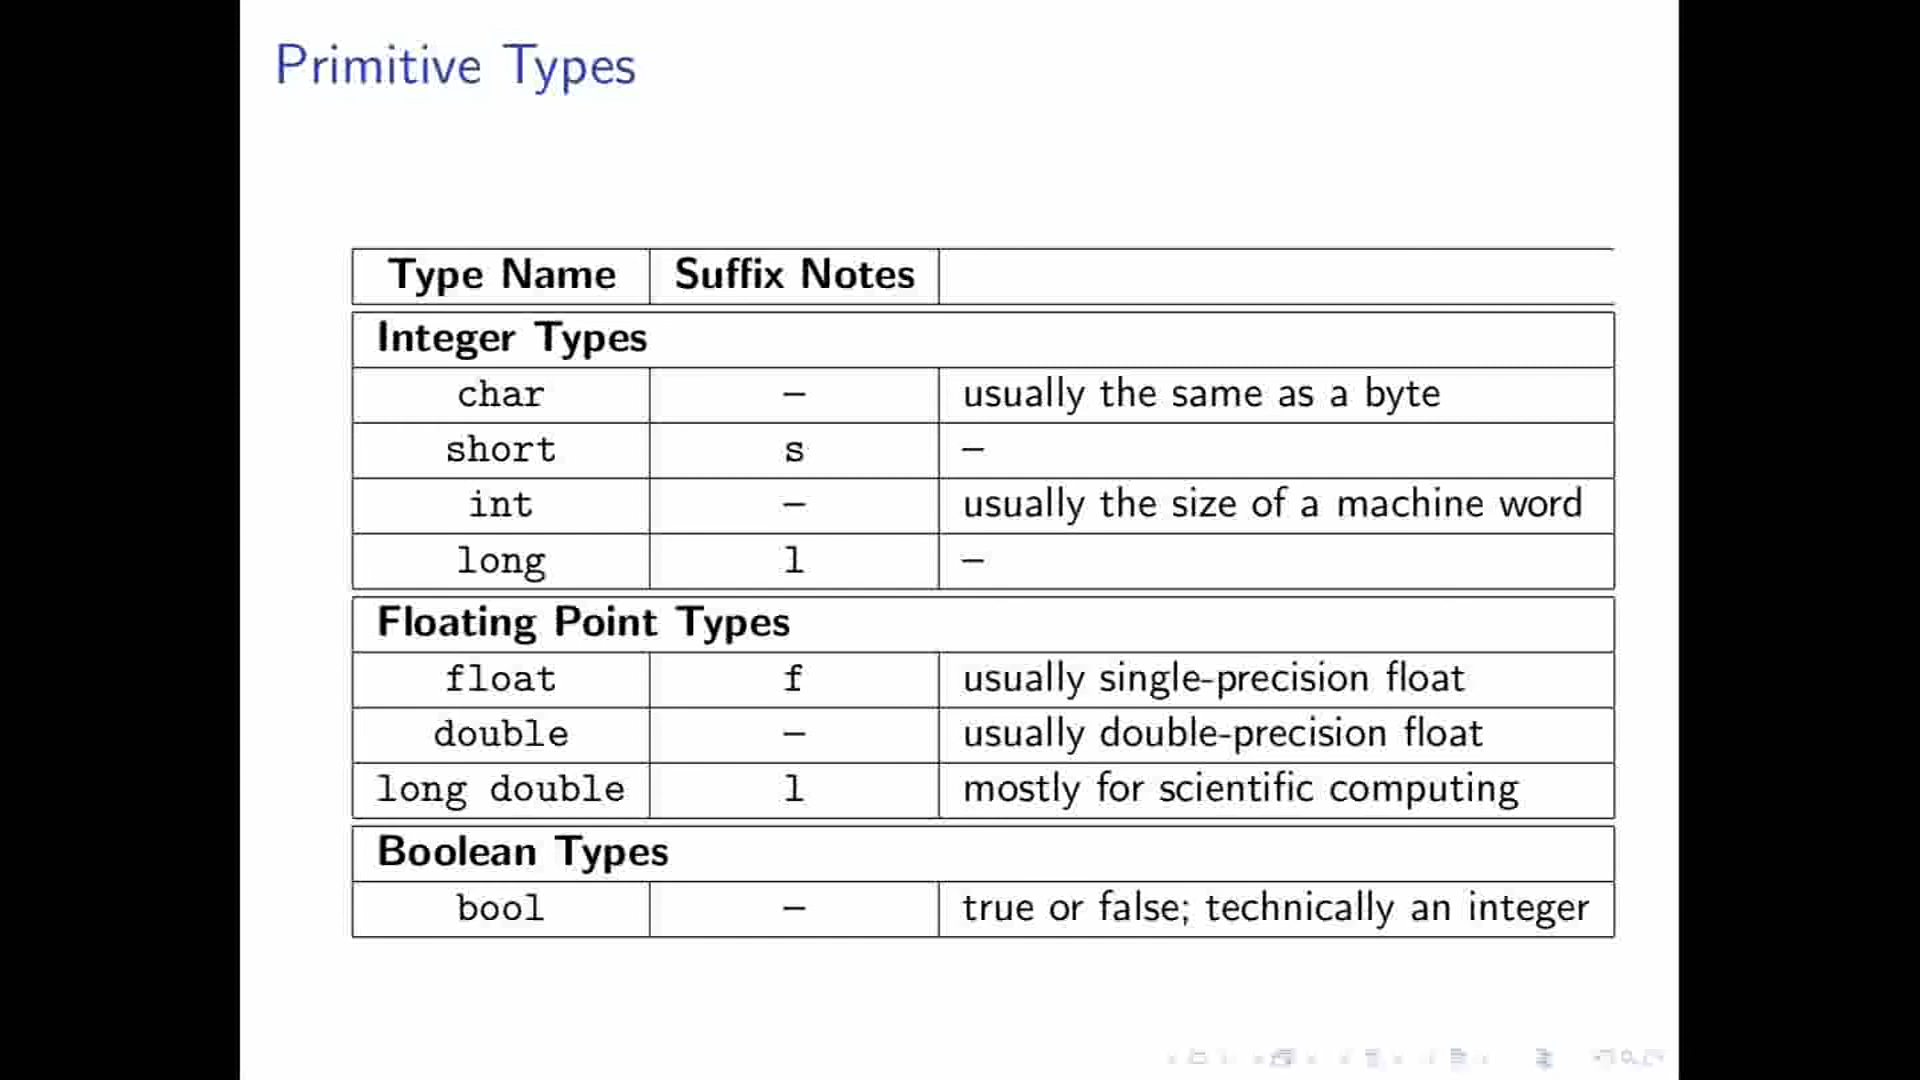 Primitive Types
Type Name Suffix Notes
Integer Types
char – usually the same as a byte
short s –
int – usually the size of a machine word
long l –
Floating Point Types
float f usually single-precision float
double – usually double-precision float
long double l mostly for scientific computing
Boolean Types
bool – true or false; technically an integer